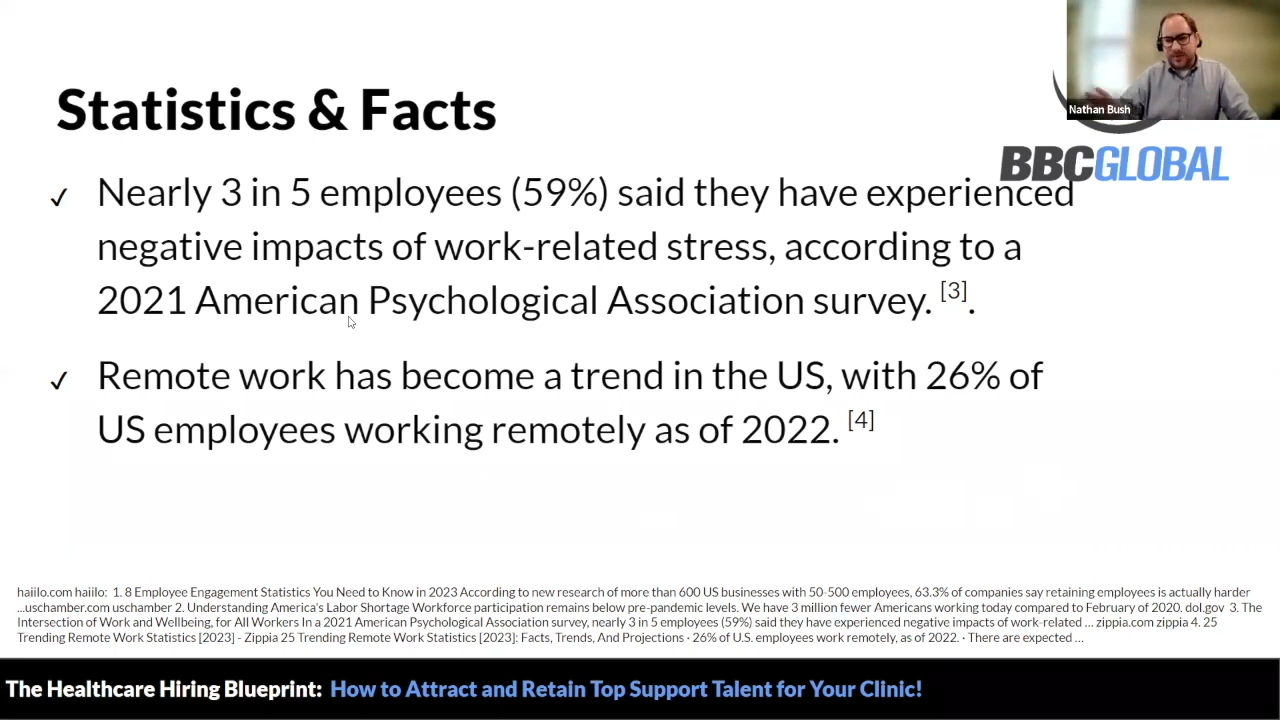 Nathan Bush
BBCGLOBAL
Statistics & Facts
✓ Nearly 3 in 5 employees (59%) said they have experienced
negative impacts of work-related stress, according to a
2021 American Psychological Association survey. [3].
✓ Remote work has become a trend in the US, with 26% of
US employees working remotely as of 2022. [4]
haiilo.com haiilo: 1. 8 Employee Engagement Statistics You Need to Know in 2023 According to new research of more than 600 US businesses with 50-500 employees, 63.3% of companies say retaining employees is actually harder
...uschamber.com uschamber 2. Understanding America's Labor Shortage Workforce participation remains below pre-pandemic levels. We have 3 million fewer Americans working today compared to February of 2020. dol.gov 3. The
Intersection of Work and Wellbeing, for All Workers In a 2021 American Psychological Association survey, nearly 3 in 5 employees (59%) said they have experienced negative impacts of work-related ... zippia.com zippia 4. 25
Trending Remote Work Statistics [2023] - Zippia 25 Trending Remote Work Statistics [2023]: Facts, Trends, And Projections · 26% of U.S. employees work remotely, as of 2022. · There are expected ...
The Healthcare Hiring Blueprint: How to Attract and Retain Top Support Talent for Your Clinic!